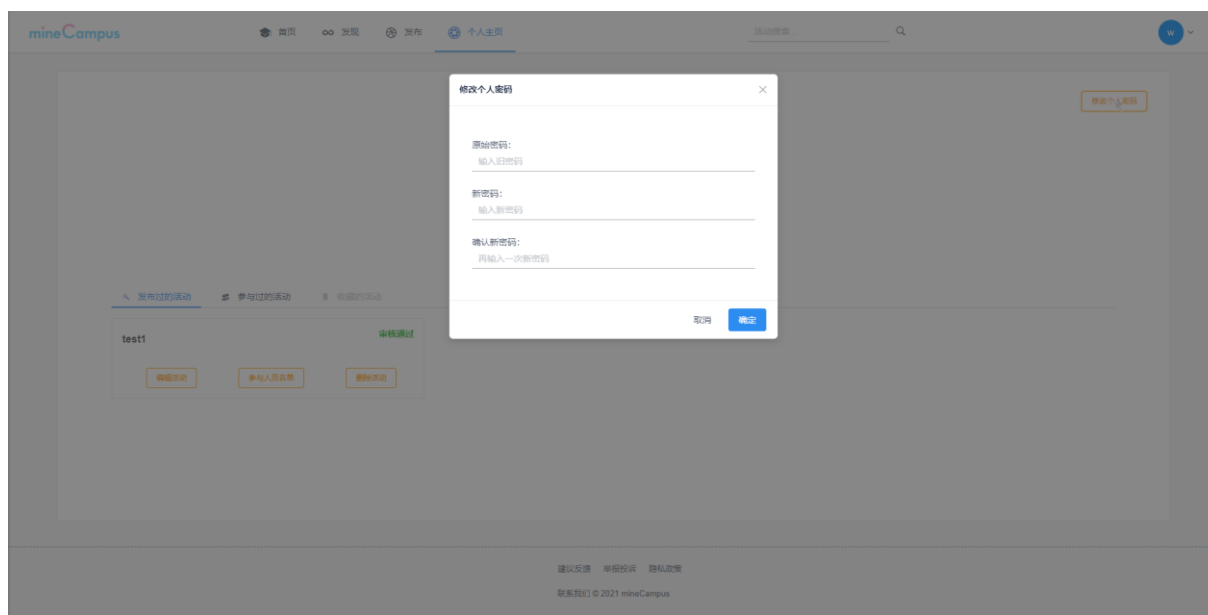 mineCampus
首页
发现
发布
个人主页
活动搜索...
w
修改个人密码
修改个人密码
原始密码:
输入旧密码
新密码:
输入新密码
确认新密码:
再输入一次新密码
取消
确定
发布过的活动
参与过的活动
收藏的活动
test1
审核通过
编辑活动
参与人员名单
删除活动
建议反馈 举报投诉 隐私政策
联系我们 © 2021 mineCampus